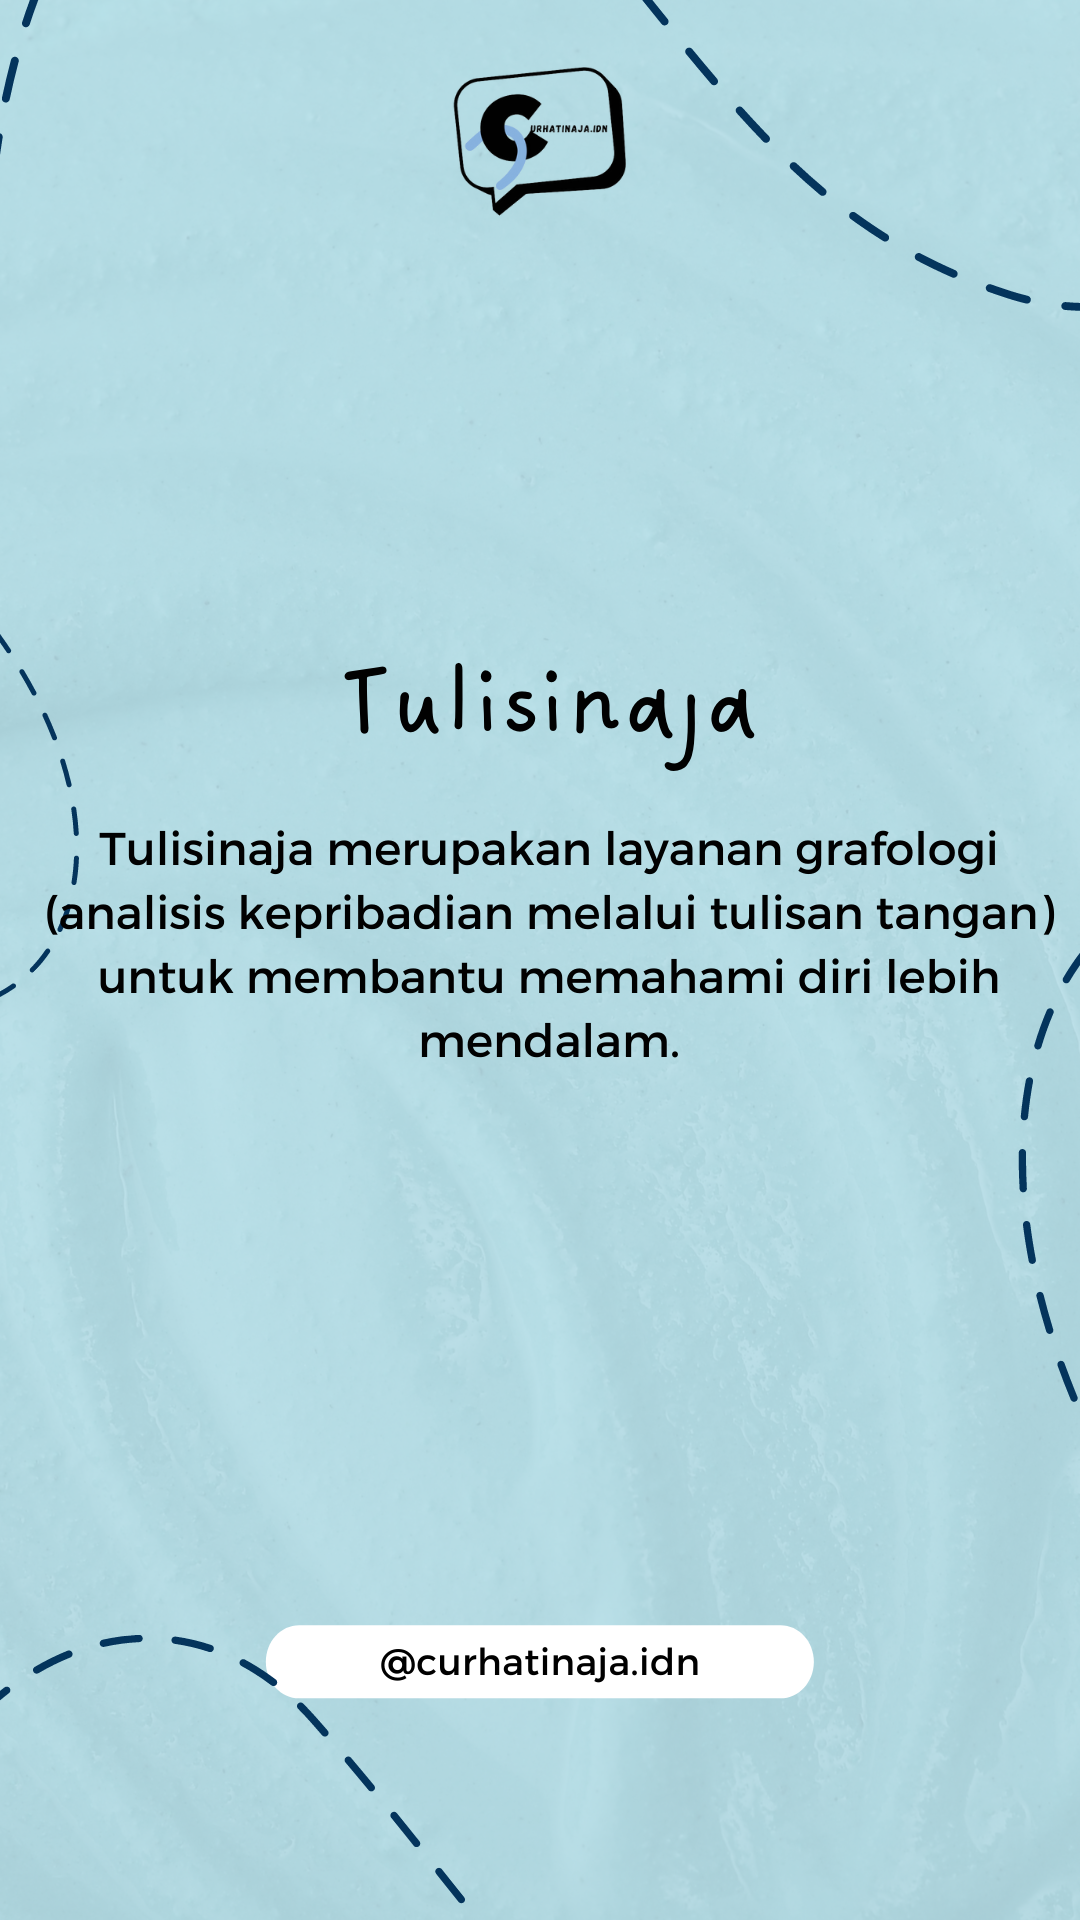 URHATINAJA.IDN
Tulisinaja
Tulisinaja merupakan layanan grafologi
(analisis kepribadian melalui tulisan tangan)
untuk membantu memahami diri lebih
mendalam.
@curhatinaja.idn